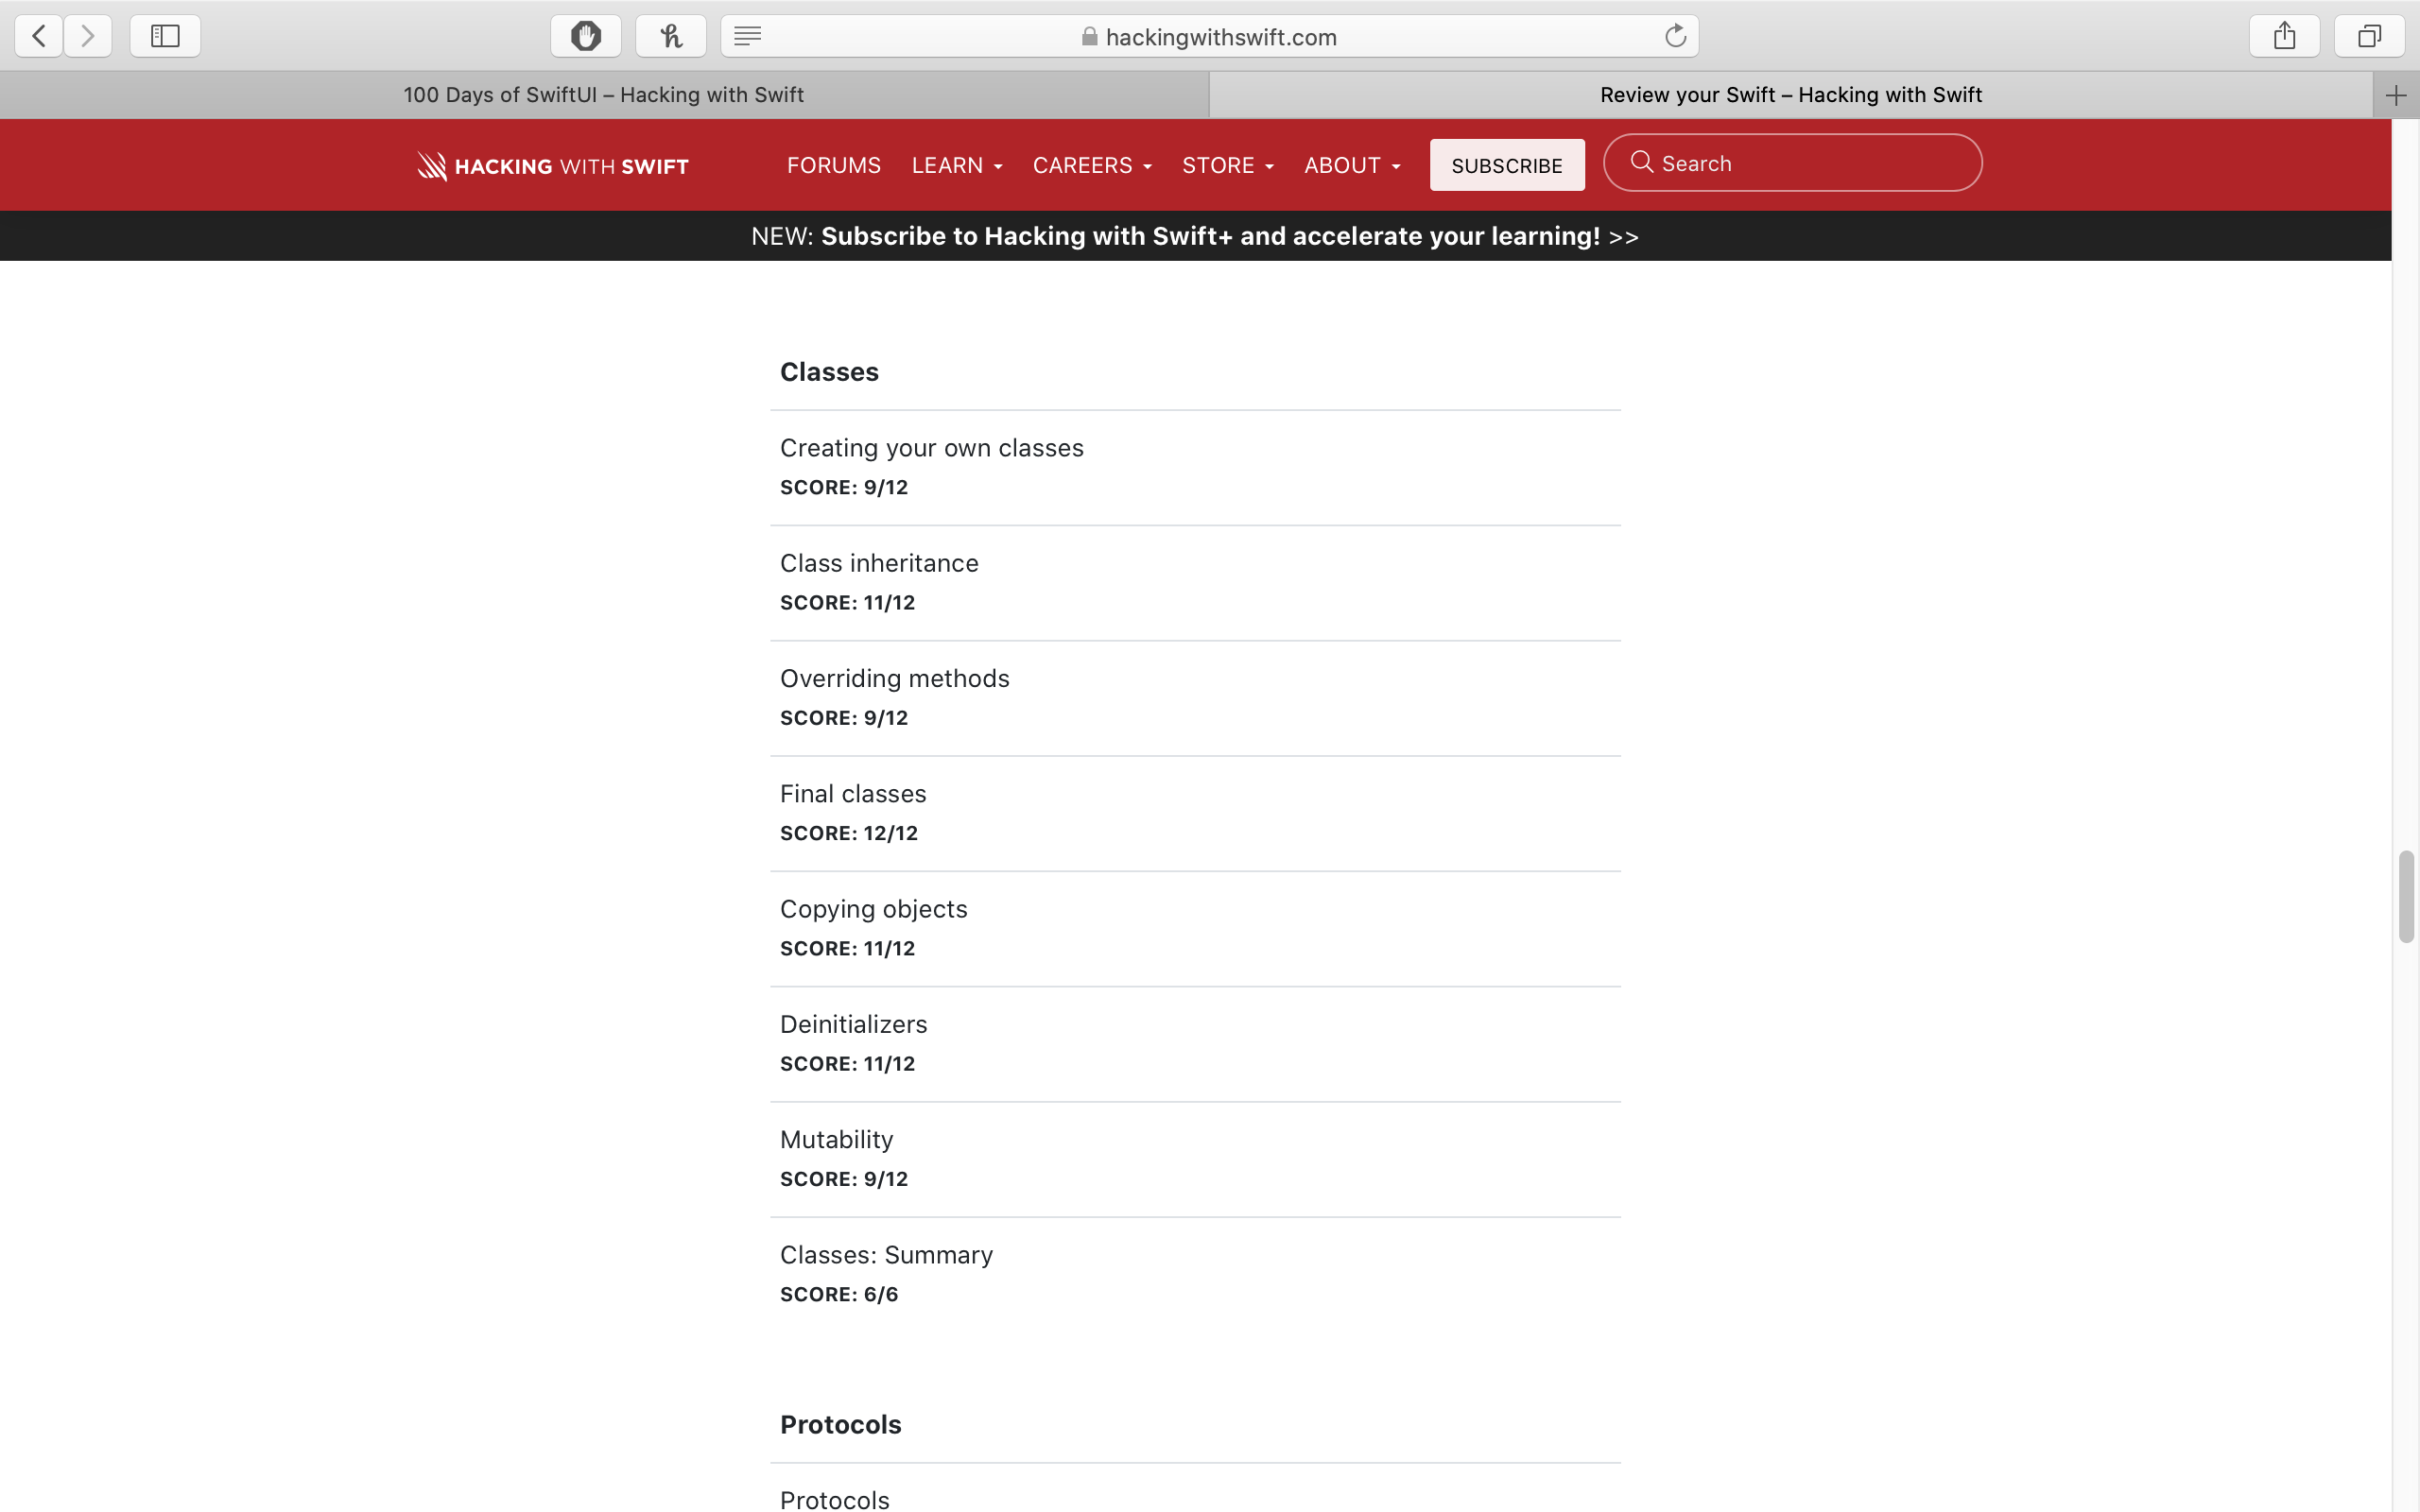 hackingwithswift.com
100 Days of SwiftUI – Hacking with Swift
Review your Swift – Hacking with Swift
HACKING WITH SWIFT
FORUMS
LEARN
CAREERS
STORE
ABOUT
SUBSCRIBE
Search
NEW: Subscribe to Hacking with Swift+ and accelerate your learning! >>
Classes
Creating your own classes
SCORE: 9/12
Class inheritance
SCORE: 11/12
Overriding methods
SCORE: 9/12
Final classes
SCORE: 12/12
Copying objects
SCORE: 11/12
Deinitializers
SCORE: 11/12
Mutability
SCORE: 9/12
Classes: Summary
SCORE: 6/6
Protocols
Protocols